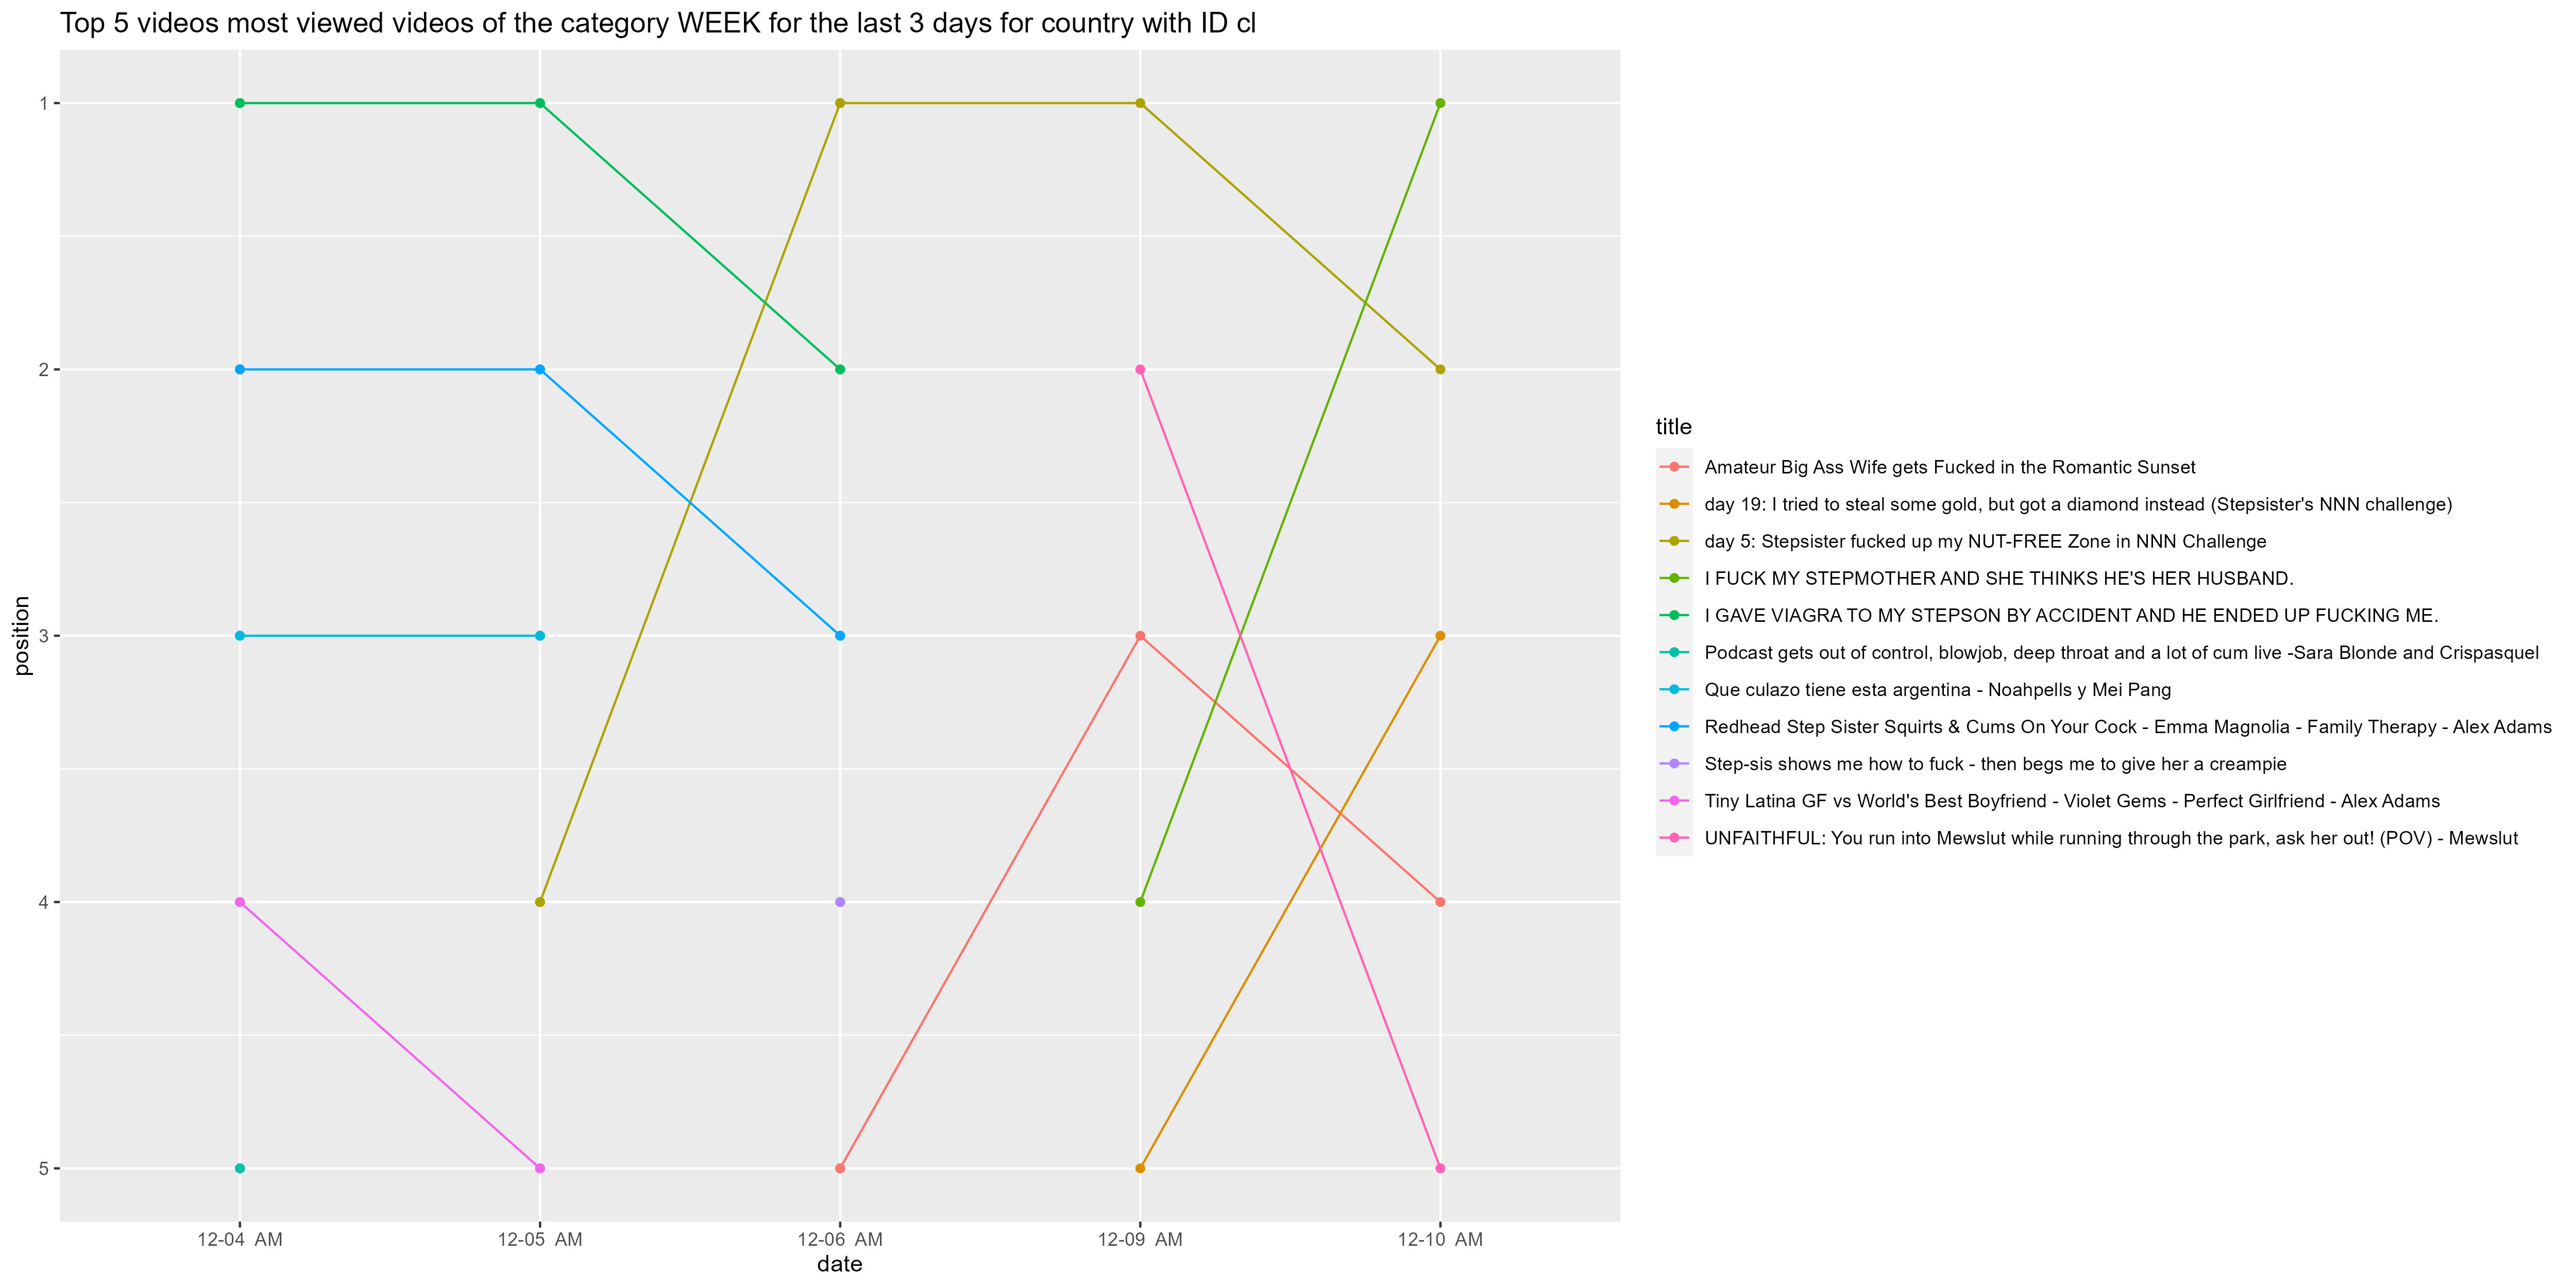 Top 5 videos most viewed videos of the category WEEK for the last 3 days for country with ID cl
position
1
2
3
4
5
12-04 AM
12-05 AM
12-06 AM
12-09 AM
12-10 AM
date
title
Amateur Big Ass Wife gets Fucked in the Romantic Sunset
day 19: I tried to steal some gold, but got a diamond instead (Stepsister's NNN challenge)
day 5: Stepsister fucked up my NUT-FREE Zone in NNN Challenge
I FUCK MY STEPMOTHER AND SHE THINKS HE'S HER HUSBAND.
I GAVE VIAGRA TO MY STEPSON BY ACCIDENT AND HE ENDED UP FUCKING ME.
Podcast gets out of control, blowjob, deep throat and a lot of cum live -Sara Blonde and Crispasquel
Que culazo tiene esta argentina - Noahpells y Mei Pang
Redhead Step Sister Squirts & Cums On Your Cock - Emma Magnolia - Family Therapy - Alex Adams
Step-sis shows me how to fuck - then begs me to give her a creampie
Tiny Latina GF vs World's Best Boyfriend - Violet Gems - Perfect Girlfriend - Alex Adams
UNFAITHFUL: You run into Mewslut while running through the park, ask her out! (POV) - Mewslut